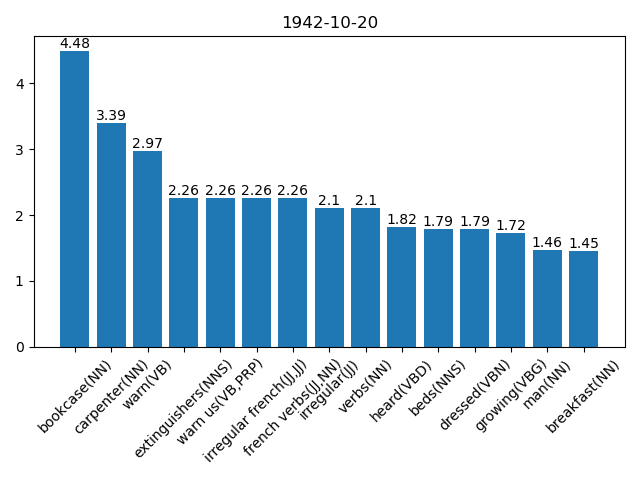 1942-10-20
4.48
3.39
2.97
2.26
2.26
2.26
2.26
2.1
2.1
1.82
1.79
1.79
1.72
1.46
1.45
4
3
2
1
0
bookcase(NN)
carpenter(NN)
warn(VB)
extinguishers(NNS)
warn us(VB,PRP)
irregular french(JJ,JJ)
french verbs(JJ,NN)
irregular(JJ)
verbs(NN)
heard(VBD)
beds(NNS)
dressed(VBN)
growing(VBG)
man(NN)
breakfast(NN)